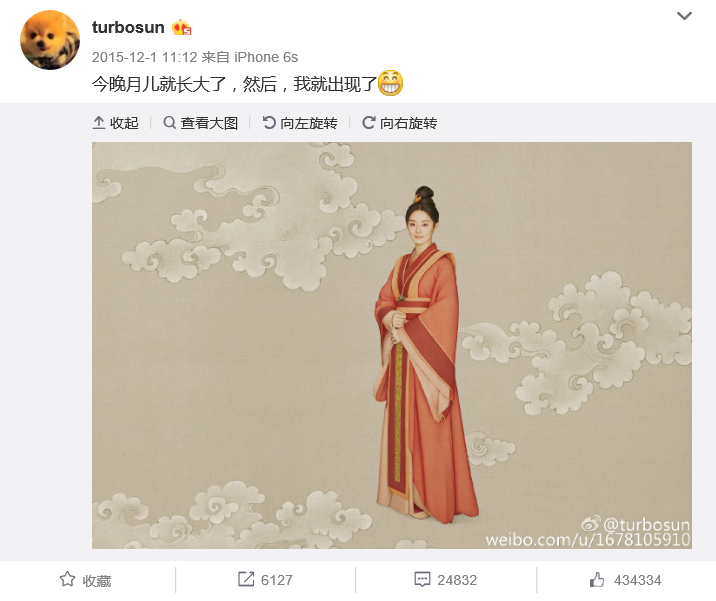 turbosun
2015-12-1 11:12 来自 iPhone 6s
今晚月儿就长大了，然后，我就出现了😁
收起 查看大图 向左旋转 向右旋转
@turbosun
weibo.com/u/1678105910
收藏 6127 24832 434334